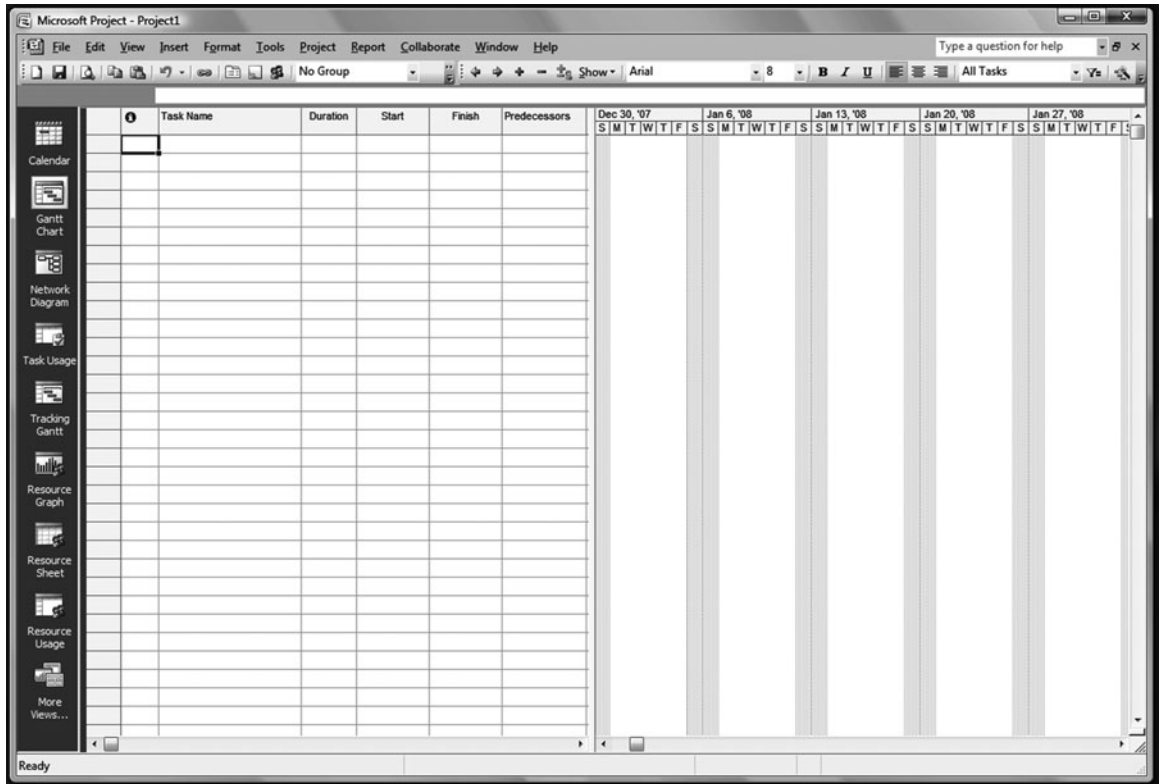 Microsoft Project - Project1
File Edit View Insert Format Tools Project Report Collaborate Window Help Type a question for help
No Group Show Arial 8 B I U All Tasks
Task Name Duration Start Finish Predecessors
Dec 30, '07 Jan 6, '08 Jan 13, '08 Jan 20, '08 Jan 27, '08
S M T W T F S S M T W T F S S M T W T F S S M T W T F S S M T W T F
Calendar
Gantt
Chart
Network
Diagram
Task Usage
Tracking
Gantt
Resource
Graph
Resource
Sheet
Resource
Usage
More
Views...
Ready